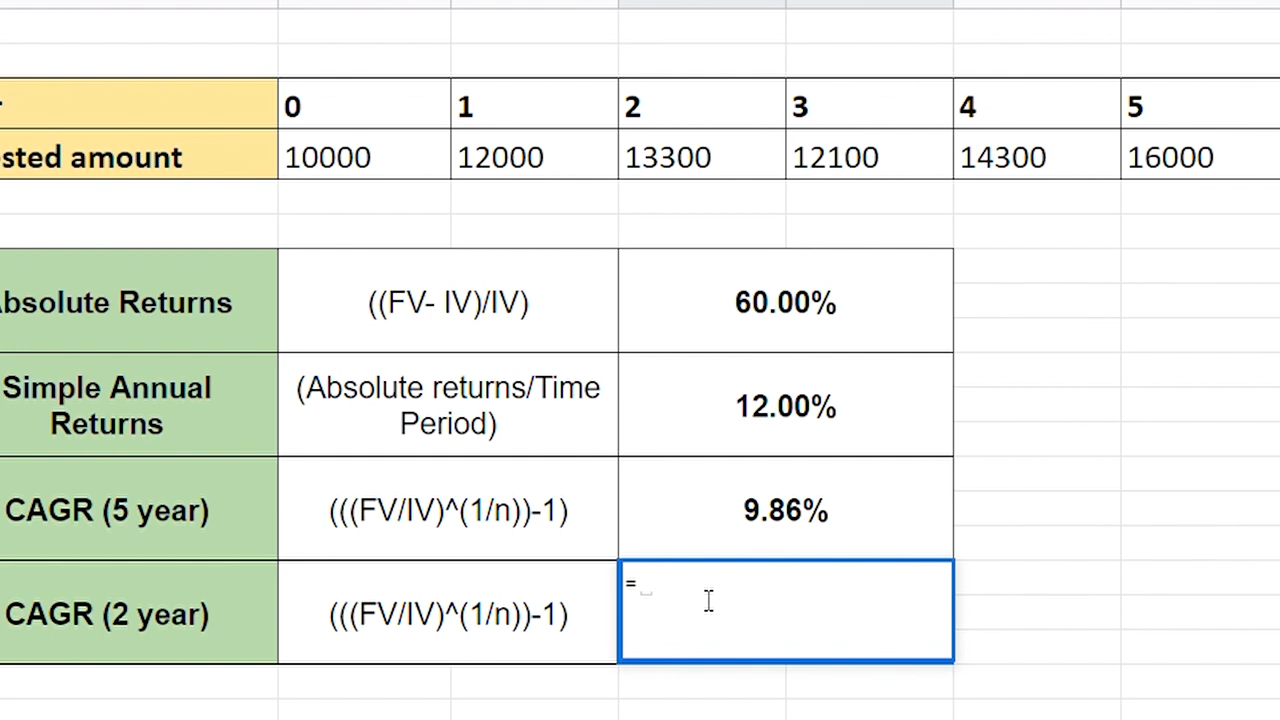 0 1 2 3 4 5
ested amount 10000 12000 13300 12100 14300 16000
Absolute Returns ((FV- IV)/IV) 60.00%
Simple Annual
Returns
(Absolute returns/Time
Period)
12.00%
CAGR (5 year) (((FV/IV)^(1/n))-1) 9.86%
CAGR (2 year) (((FV/IV)^(1/n))-1) =